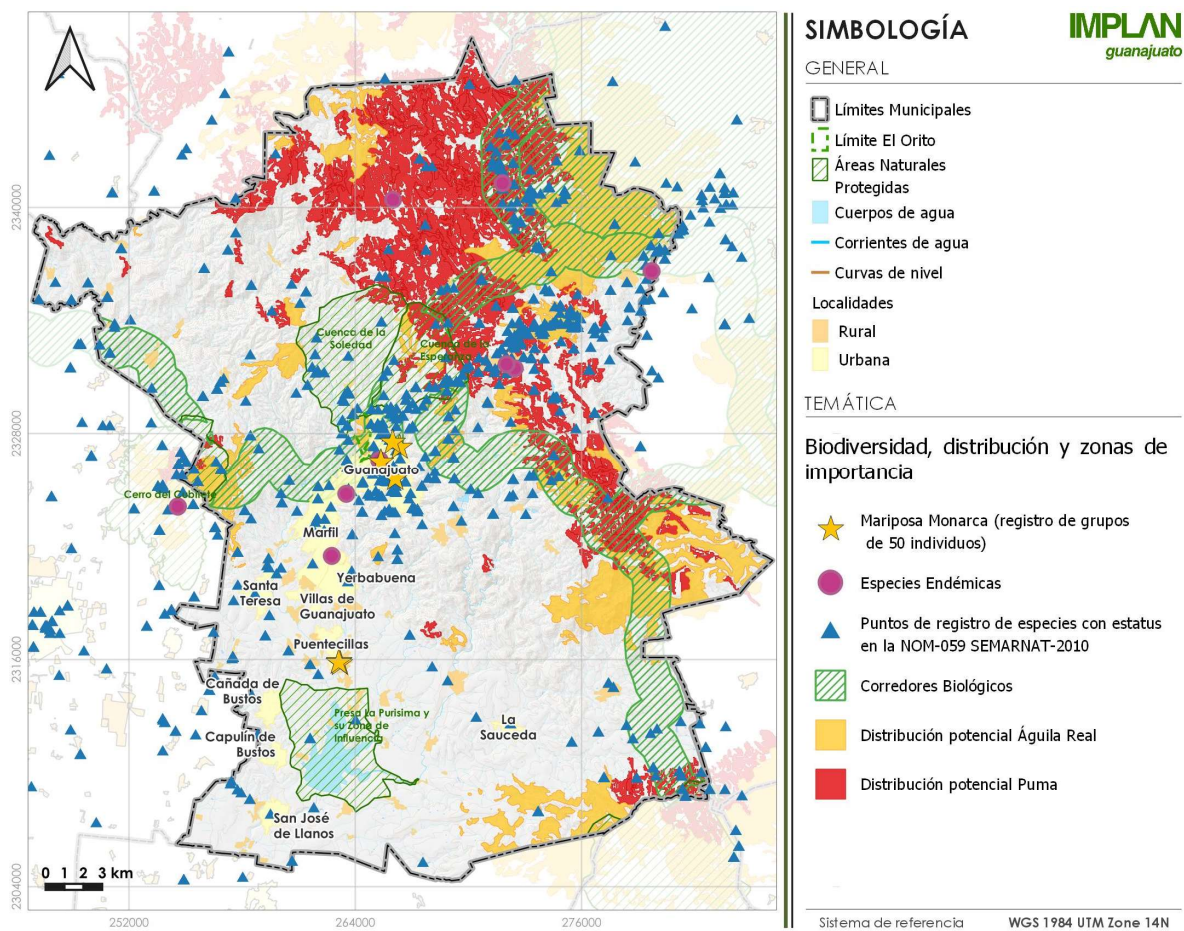 SIMBOLOGÍA
IMPLAN
guanajuato
GENERAL
Límites Municipales
Límite El Orito
Áreas Naturales
Protegidas
Cuerpos de agua
Corrientes de agua
Curvas de nivel
Localidades
Rural
Urbana
TEMÁTICA
Biodiversidad, distribución y zonas de
importancia
Mariposa Monarca (registro de grupos
de 50 individuos)
Especies Endémicas
Puntos de registro de especies con estatus
en la NOM-059 SEMARNAT-2010
Corredores Biológicos
Distribución potencial Águila Real
Distribución potencial Puma
Sistema de referencia WGS 1984 UTM Zone 14N
2340000
2328000
2316000
2304000
252000
264000
276000
0 1 2 3 km
Cuenca de la
Soledad
Cuenca de la
Esperanza
Guanajuato
Cerro del Cubilete
Marfil
Yerbabuena
Santa
Teresa
Villas de
Guanajuato
Puentecillas
Cañada de
Bustos
Presa La Purisima y
su Zona de
Influencia
La
Sauceda
Capulín de
Bustos
San José
de Llanos